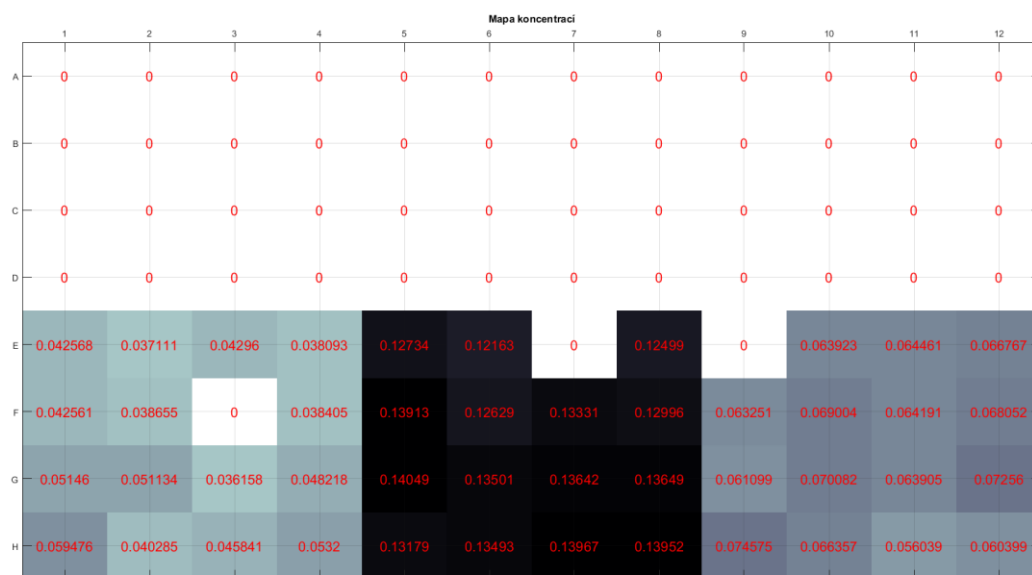 Mapa koncentrací
1 2 3 4 5 6 7 8 9 10 11 12
A 0 0 0 0 0 0 0 0 0 0 0 0
B 0 0 0 0 0 0 0 0 0 0 0 0
C 0 0 0 0 0 0 0 0 0 0 0 0
D 0 0 0 0 0 0 0 0 0 0 0 0
E 0.042568 0.037111 0.04296 0.038093 0.12734 0.12163 0 0.12499 0 0.063923 0.064461 0.066767
F 0.042561 0.038655 0 0.038405 0.13913 0.12629 0.13331 0.12996 0.063251 0.069004 0.064191 0.068052
G 0.05146 0.051134 0.036158 0.048218 0.14049 0.13501 0.13642 0.13649 0.061099 0.070082 0.063905 0.07256
H 0.059476 0.040285 0.045841 0.0532 0.13179 0.13493 0.13967 0.13952 0.074575 0.066357 0.056039 0.060399